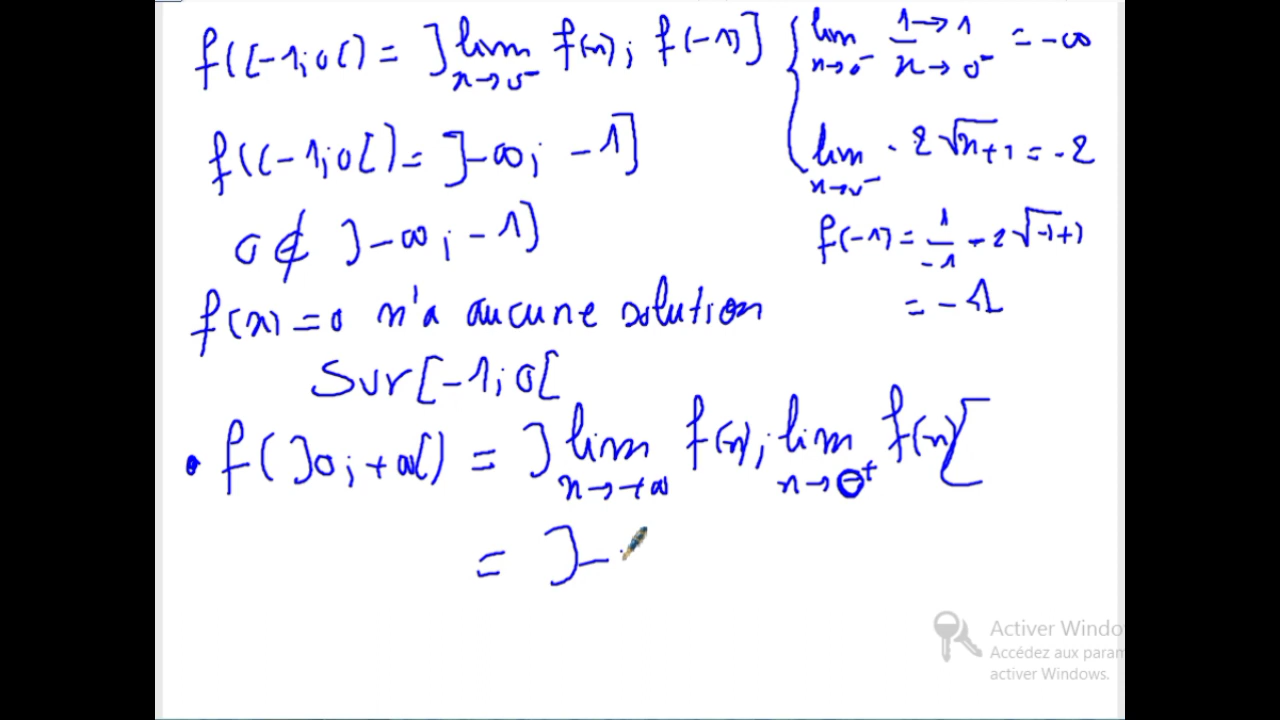 f([-1;0[) = ]lim f(x); f(-1)]
x→0⁻
f([-1;0[) = ]-∞; -1]
0 ∉ ]-∞; -1]
f(x)=0 n'a aucune solution
Sur [-1;0[
{ lim 1→1 / x→0⁻ = -∞
x→0⁻
lim -2√x+1 = -2
x→0⁻
f(-1) = 1/-1 - 2√-1+1
= -1
• f(]0;+∞[) = ]lim f(x); lim f(x)[
x→+∞ x→0⁺
= ]-
Activer Windo
Accédez aux param
activer Windows.